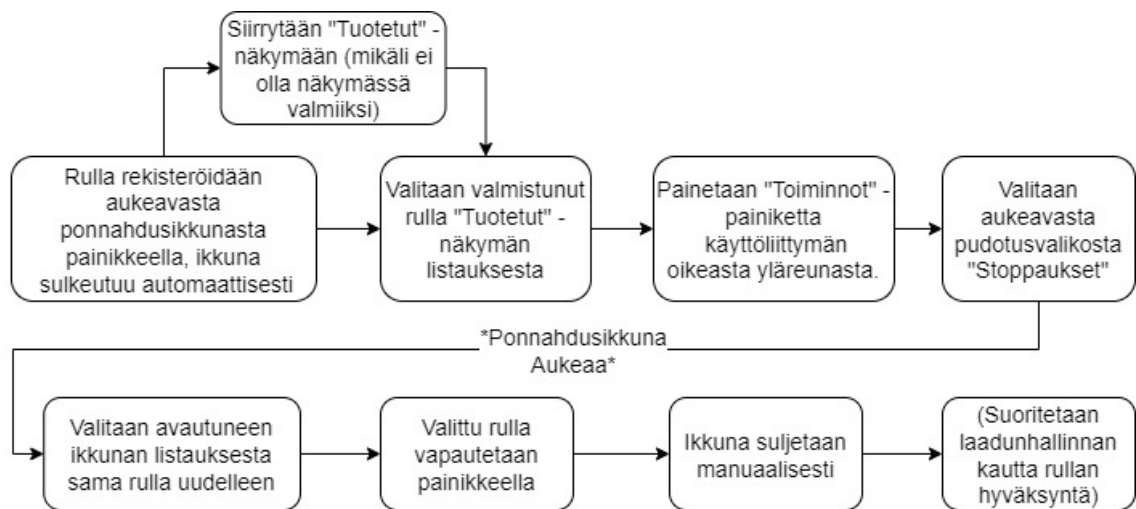 Siirrytään "Tuotetut" -
näkymään (mikäli ei
olla näkymässä
valmiiksi)
Rulla rekisteröidään
aukeavasta
ponnahdusikkunasta
painikkeella, ikkuna
sulkeutuu automaattisesti
Valitaan valmistunut
rulla "Tuotetut" -
näkymän
listauksesta
Painetaan "Toiminnot" -
painiketta
käyttöliittymän
oikeasta yläreunasta.
Valitaan
aukeavasta
pudotusvalikosta
"Stoppaukset"
*Ponnahdusikkuna
Aukeaa*
Valitaan avautuneen
ikkunan listauksesta
sama rulla uudelleen
Valittu rulla
vapautetaan
painikkeella
Ikkuna suljetaan
manuaalisesti
(Suoritetaan
laadunhallinnan
kautta rullan
hyväksyntä)